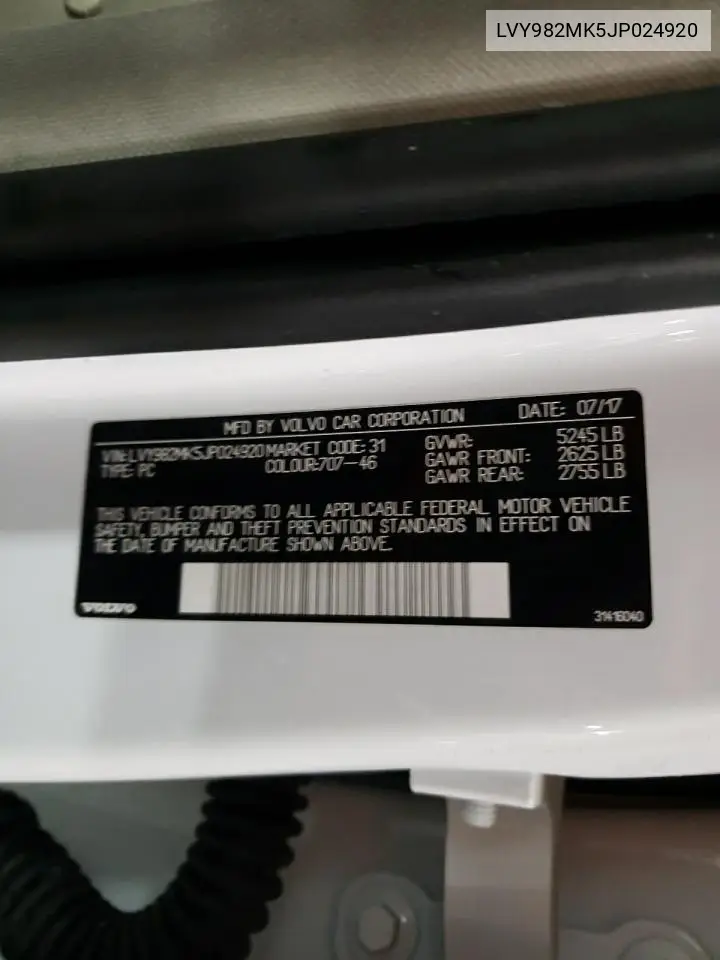 LVY982MK5JP024920
MFD BY VOLVO CAR CORPORATION DATE: 07/17
VIN:LVY982MK5JP024920 MARKET CODE: 31 GVWR: 5245 LB
TYPE: PC COLOUR:707-46 GAWR FRONT: 2625 LB
GAWR REAR: 2755 LB
THIS VEHICLE CONFORMS TO ALL APPLICABLE FEDERAL MOTOR VEHICLE
SAFETY, BUMPER AND THEFT PREVENTION STANDARDS IN EFFECT ON
THE DATE OF MANUFACTURE SHOWN ABOVE.
VOLVO 31416040